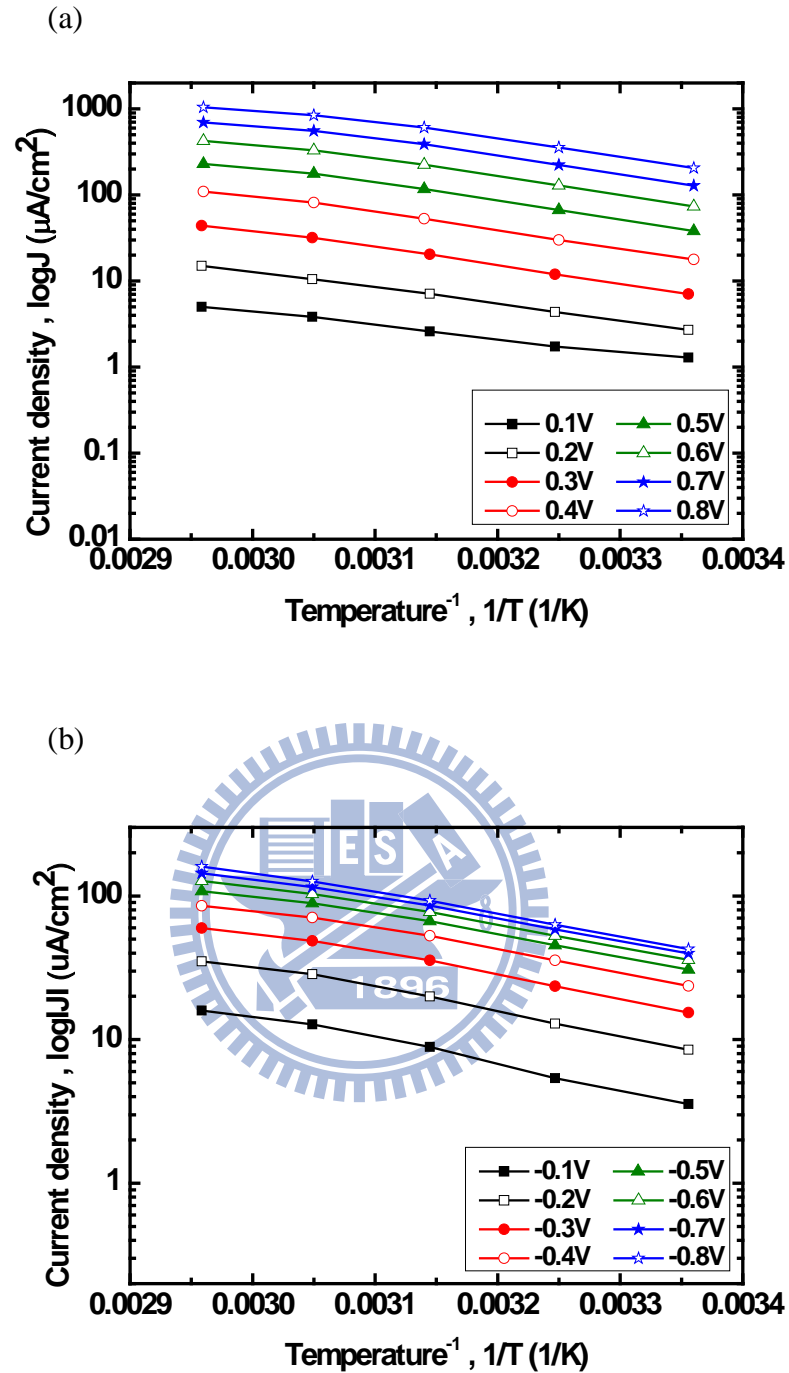 (a)
1000
100
10
1
0.1
0.01
Current density , logJ (μA/cm²)
0.1V
0.2V
0.3V
0.4V
0.5V
0.6V
0.7V
0.8V
0.0029 0.0030 0.0031 0.0032 0.0033 0.0034
Temperature⁻¹ , 1/T (1/K)
(b)
ESA
1896
100
10
1
Current density , log|J| (uA/cm²)
-0.1V
-0.2V
-0.3V
-0.4V
-0.5V
-0.6V
-0.7V
-0.8V
0.0029 0.0030 0.0031 0.0032 0.0033 0.0034
Temperature⁻¹ , 1/T (1/K)